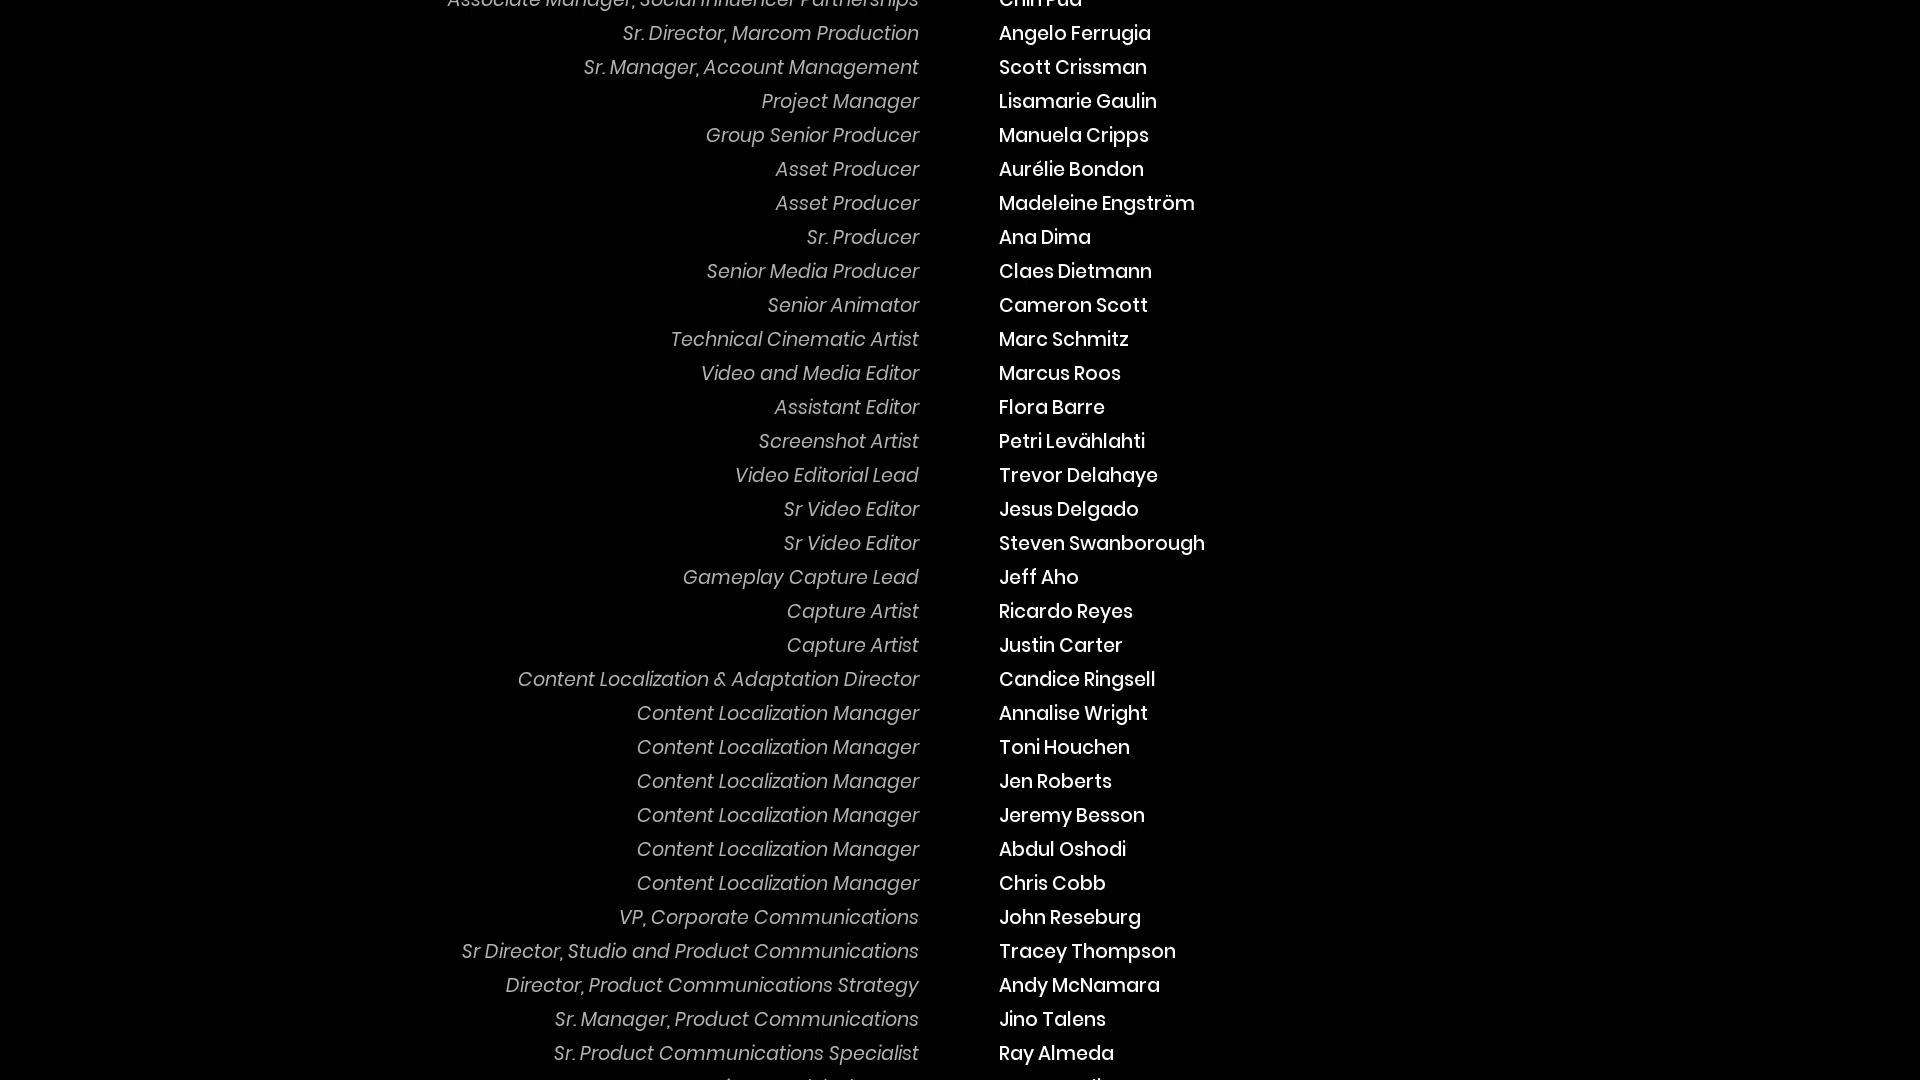 Associate Manager, Social Influencer Partnerships Chin Fua
Sr. Director, Marcom Production Angelo Ferrugia
Sr. Manager, Account Management Scott Crissman
Project Manager Lisamarie Gaulin
Group Senior Producer Manuela Cripps
Asset Producer Aurélie Bondon
Asset Producer Madeleine Engström
Sr. Producer Ana Dima
Senior Media Producer Claes Dietmann
Senior Animator Cameron Scott
Technical Cinematic Artist Marc Schmitz
Video and Media Editor Marcus Roos
Assistant Editor Flora Barre
Screenshot Artist Petri Levählahti
Video Editorial Lead Trevor Delahaye
Sr Video Editor Jesus Delgado
Sr Video Editor Steven Swanborough
Gameplay Capture Lead Jeff Aho
Capture Artist Ricardo Reyes
Capture Artist Justin Carter
Content Localization & Adaptation Director Candice Ringsell
Content Localization Manager Annalise Wright
Content Localization Manager Toni Houchen
Content Localization Manager Jen Roberts
Content Localization Manager Jeremy Besson
Content Localization Manager Abdul Oshodi
Content Localization Manager Chris Cobb
VP, Corporate Communications John Reseburg
Sr Director, Studio and Product Communications Tracey Thompson
Director, Product Communications Strategy Andy McNamara
Sr. Manager, Product Communications Jino Talens
Sr. Product Communications Specialist Ray Almeda